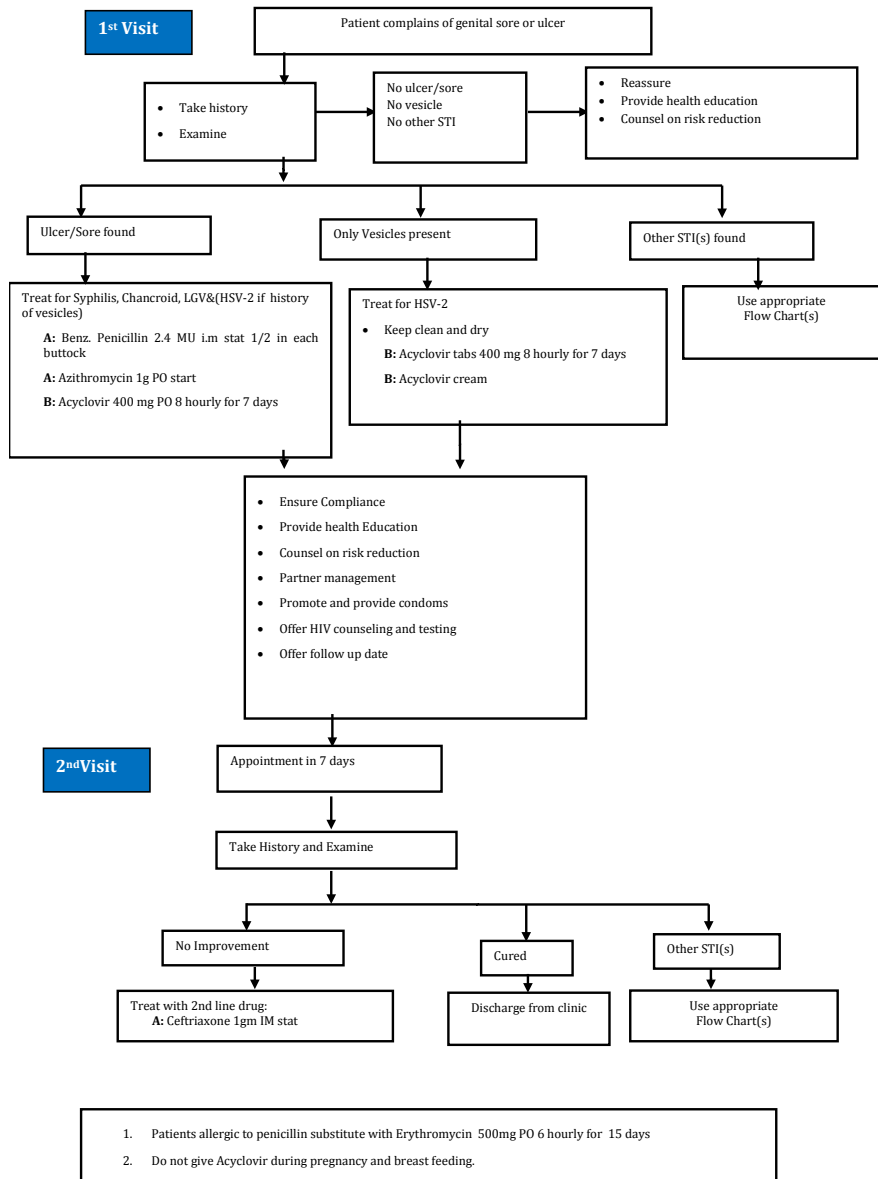 1st Visit
Patient complains of genital sore or ulcer
• Take history
• Examine
No ulcer/sore
No vesicle
No other STI
• Reassure
• Provide health education
• Counsel on risk reduction
Ulcer/Sore found
Only Vesicles present
Other STI(s) found
Treat for Syphilis, Chancroid, LGV&(HSV-2 if history
of vesicles)
A: Benz. Penicillin 2.4 MU i.m stat 1/2 in each
buttock
A: Azithromycin 1g PO start
B: Acyclovir 400 mg PO 8 hourly for 7 days
Treat for HSV-2
• Keep clean and dry
B: Acyclovir tabs 400 mg 8 hourly for 7 days
B: Acyclovir cream
Use appropriate
Flow Chart(s)
• Ensure Compliance
• Provide health Education
• Counsel on risk reduction
• Partner management
• Promote and provide condoms
• Offer HIV counseling and testing
• Offer follow up date
2ndVisit
Appointment in 7 days
Take History and Examine
No Improvement
Cured
Other STI(s)
Treat with 2nd line drug:
A: Ceftriaxone 1gm IM stat
Discharge from clinic
Use appropriate
Flow Chart(s)
1. Patients allergic to penicillin substitute with Erythromycin 500mg PO 6 hourly for 15 days
2. Do not give Acyclovir during pregnancy and breast feeding.